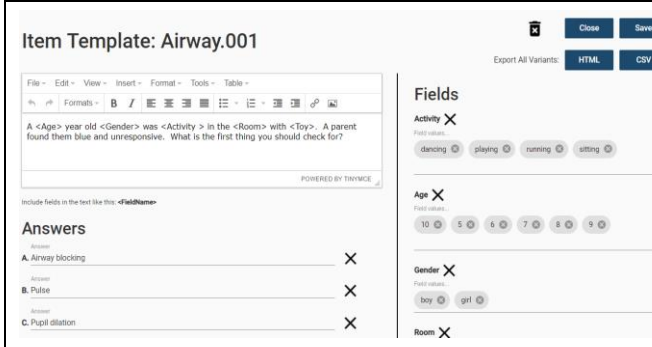 Item Template: Airway.001
Close
Save
Export All Variants:
HTML
CSV
File
Edit
View
Insert
Format
Tools
Table
Formats
B
I
A <Age> year old <Gender> was <Activity > in the <Room> with <Toy>. A parent
found them blue and unresponsive. What is the first thing you should check for?
POWERED BY TINYMCE
Include fields in the text like this: <FieldName>
Answers
Answer
A. Airway blocking
Answer
B. Pulse
Answer
C. Pupil dilation
Fields
Activity
Field values...
dancing
playing
running
sitting
Age
Field values...
10
5
6
7
8
9
Gender
Field values...
boy
girl
Room